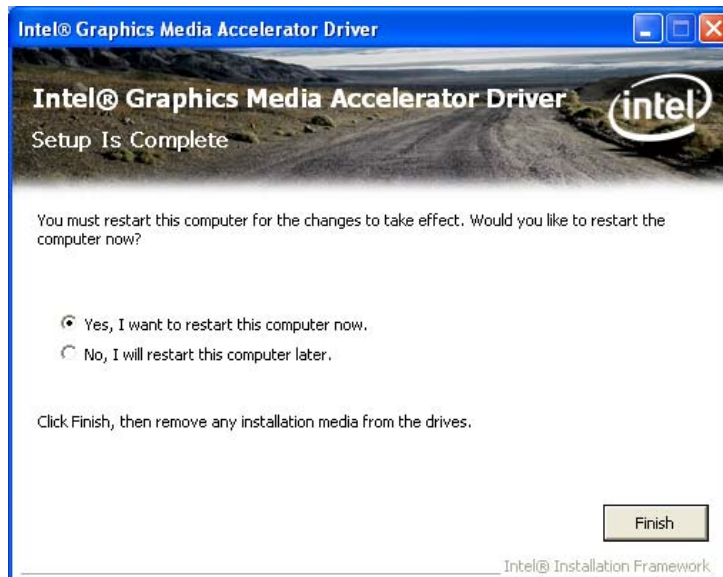 Intel® Graphics Media Accelerator Driver
Intel® Graphics Media Accelerator Driver
intel
Setup Is Complete
You must restart this computer for the changes to take effect. Would you like to restart the
computer now?
Yes, I want to restart this computer now.
No, I will restart this computer later.
Click Finish, then remove any installation media from the drives.
Finish
Intel® Installation Framework